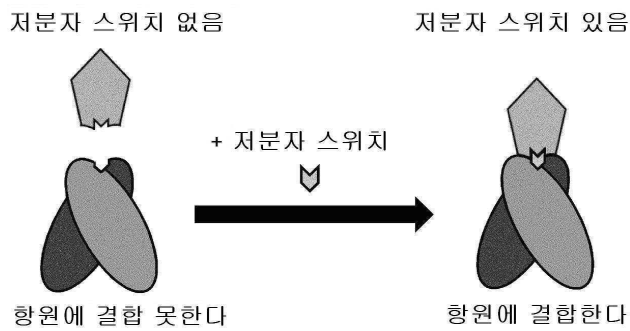 저분자 스위치 없음
저분자 스위치 있음
+ 저분자 스위치
항원에 결합 못한다
항원에 결합한다